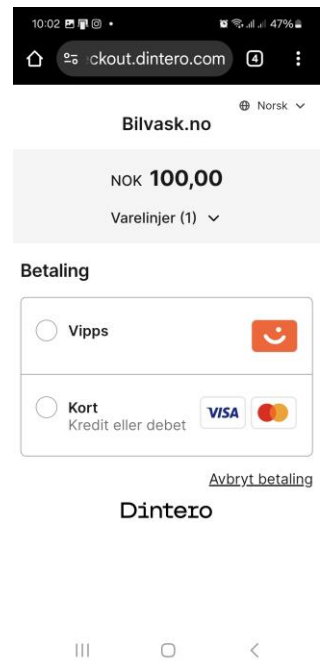 10:02
47%
ckout.dintero.com
4
Norsk
Bilvask.no
NOK 100,00
Varelinjer (1)
Betaling
Vipps
Kort
Kredit eller debet
VISA
Avbryt betaling
Dintero